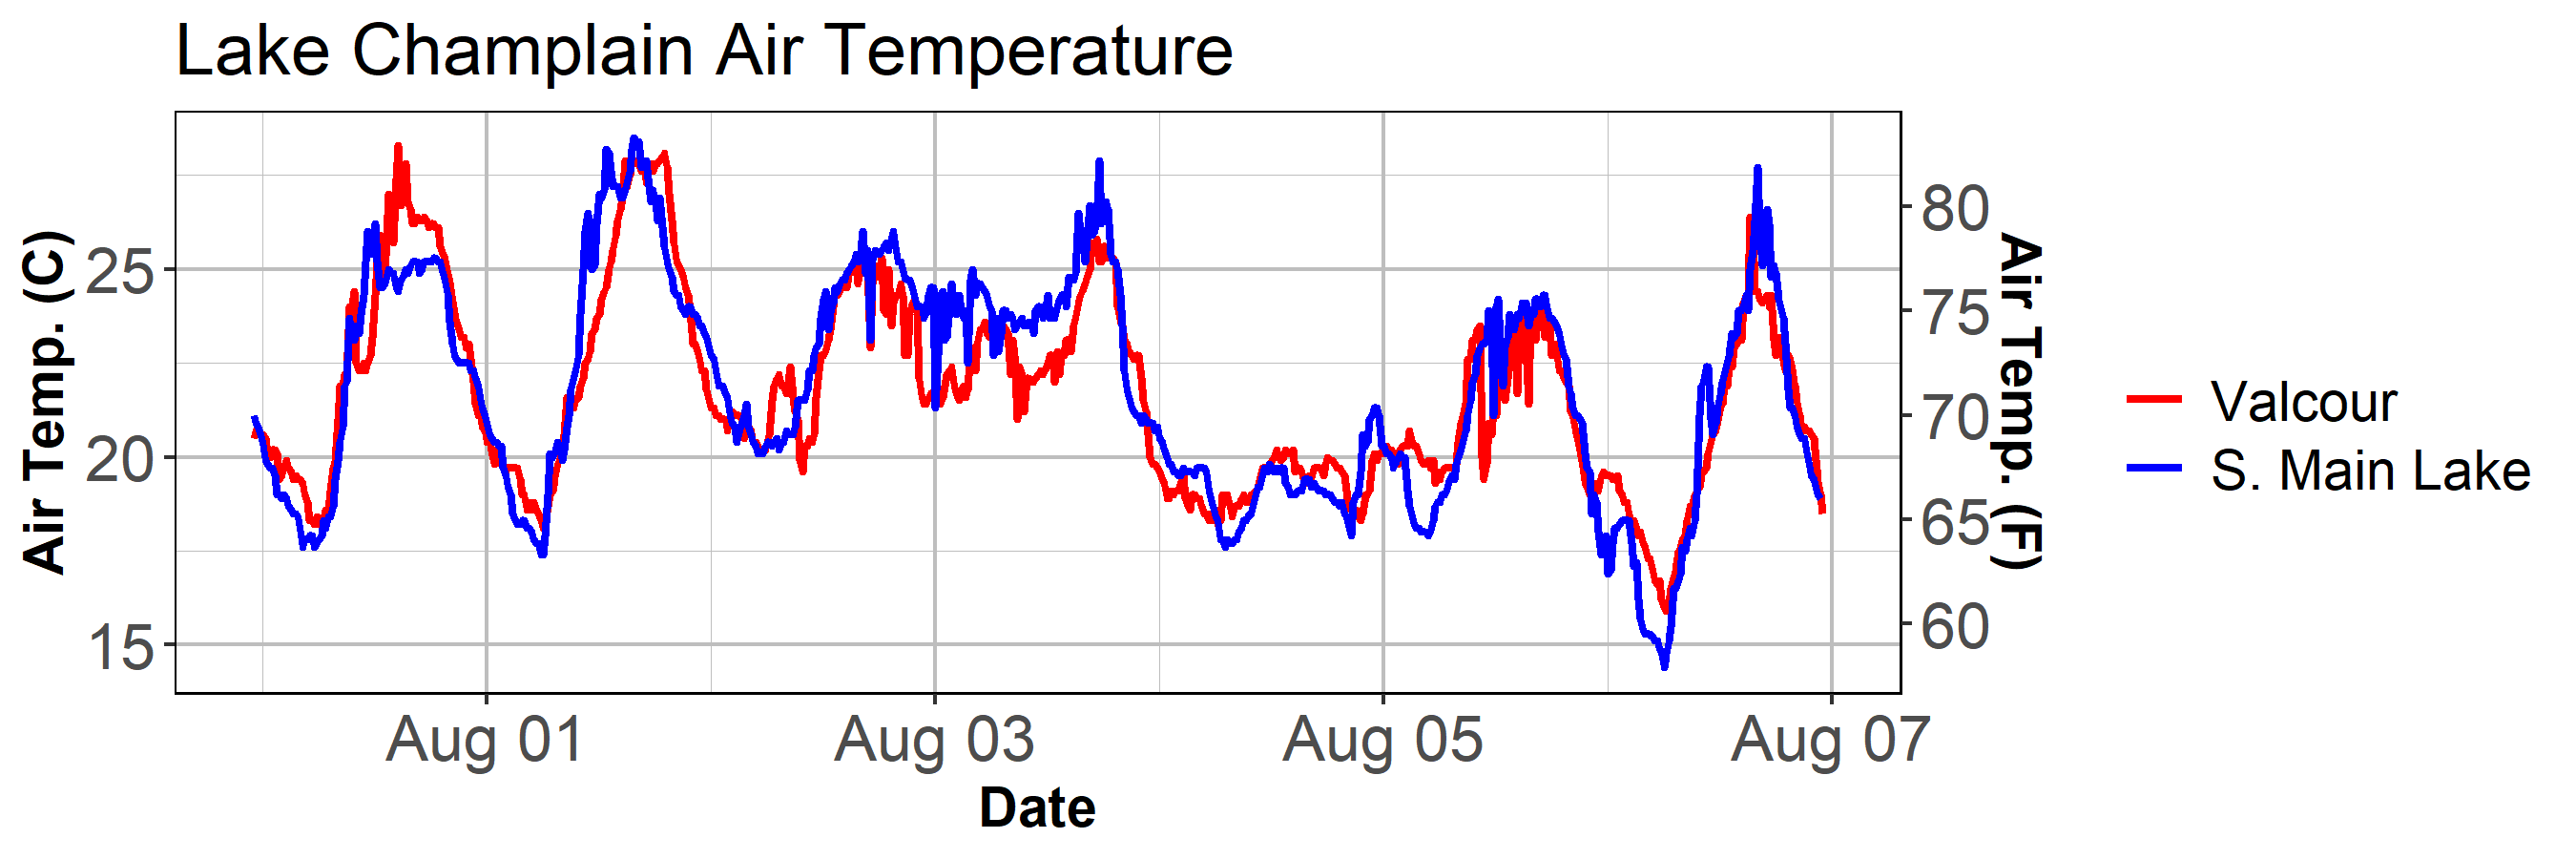 Lake Champlain Air Temperature
Air Temp. (C)
25
20
15
80
75
70
65
60
Air Temp. (F)
Valcour
S. Main Lake
Aug 01
Aug 03
Aug 05
Aug 07
Date